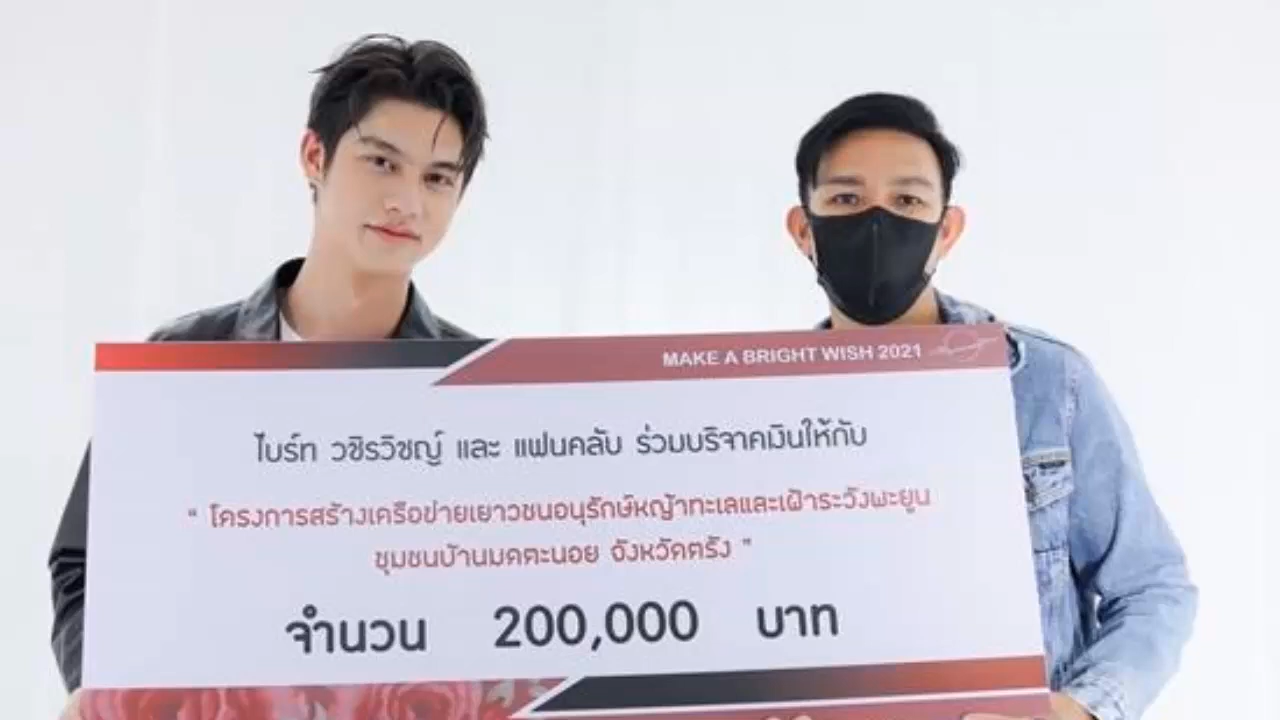 MAKE A BRIGHT WISH 2021
ไบร์ท วชิรวิชญ์ และ แฟนคลับ ร่วมบริจาคมินให้กับ
" โครงการสร้างเครือข่ายเยาวชนอนุรักษ์หญ้าทะเลและเฝ้าระวังพะยูน
ชุมชนบ้านมดตะนอย จังหวัดตรัง "
จำนวน 200,000 บาท